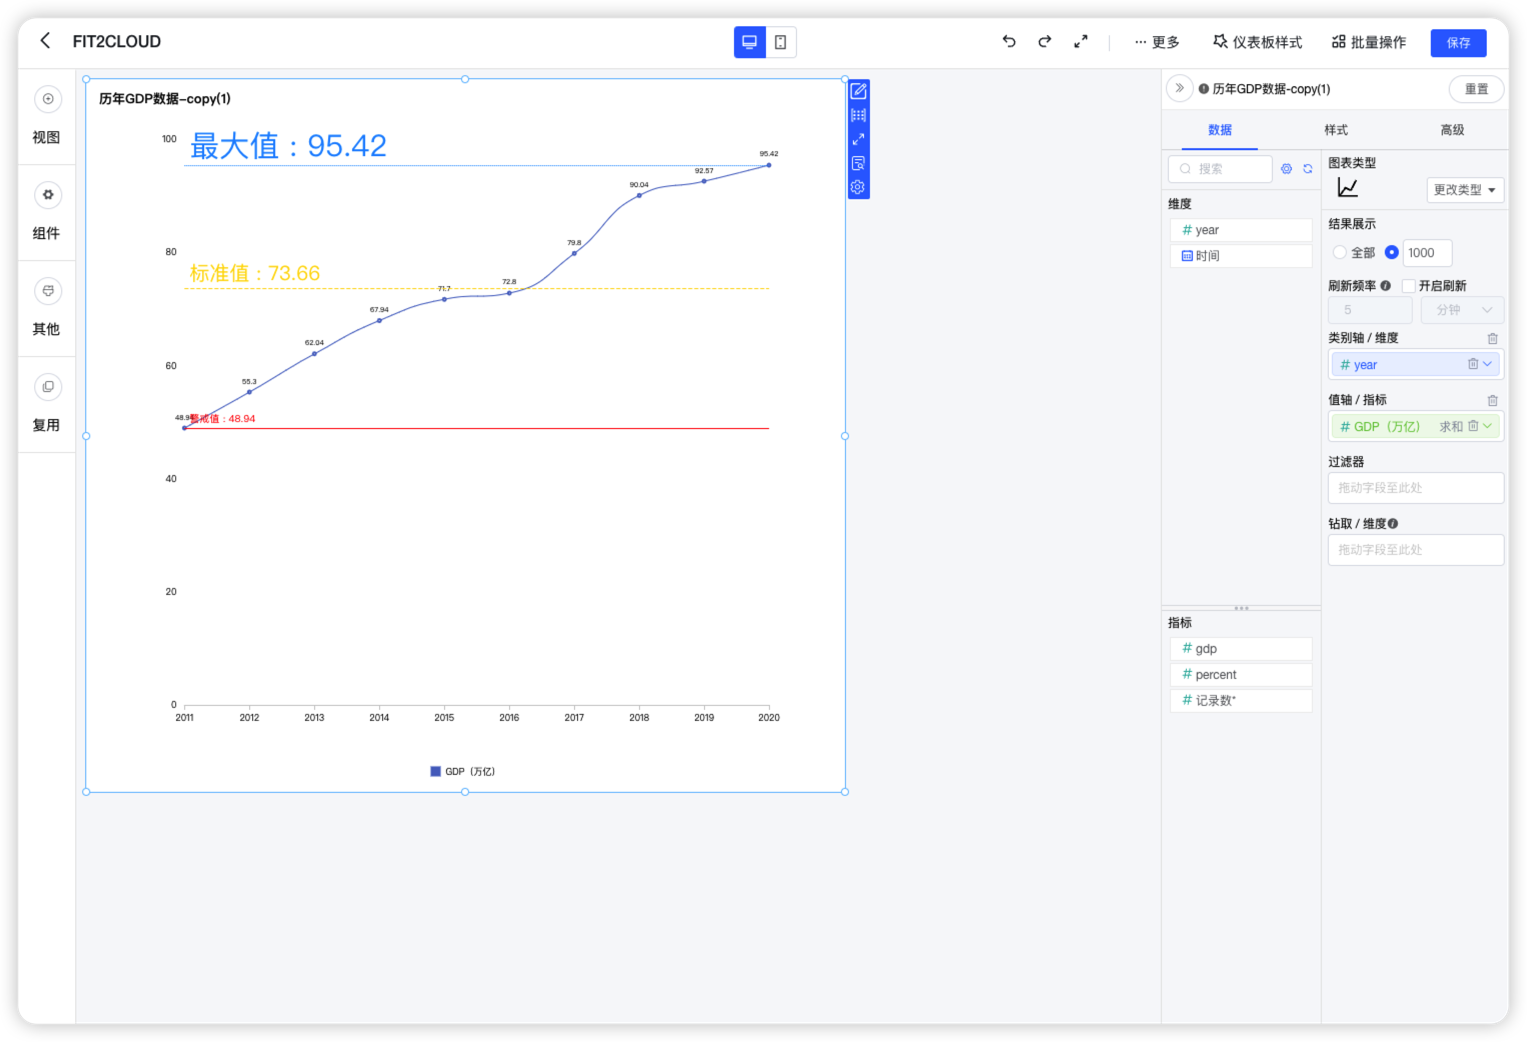 FIT2CLOUD
更多
仪表板样式
批量操作
保存
视图
组件
其他
复用
历年GDP数据-copy(1)
100
80
60
40
20
0
最大值：95.42
标准值：73.66
警戒值：48.94
48.94
55.3
62.04
67.94
71.7
72.8
79.8
90.04
92.57
95.42
2011
2012
2013
2014
2015
2016
2017
2018
2019
2020
GDP（万亿）
历年GDP数据-copy(1)
重置
数据
样式
高级
搜索
维度
# year
时间
指标
# gdp
# percent
# 记录数*
图表类型
更改类型
结果展示
全部
1000
刷新频率
开启刷新
5
分钟
类别轴 / 维度
# year
值轴 / 指标
# GDP（万亿）
求和
过滤器
拖动字段至此处
钻取 / 维度
拖动字段至此处